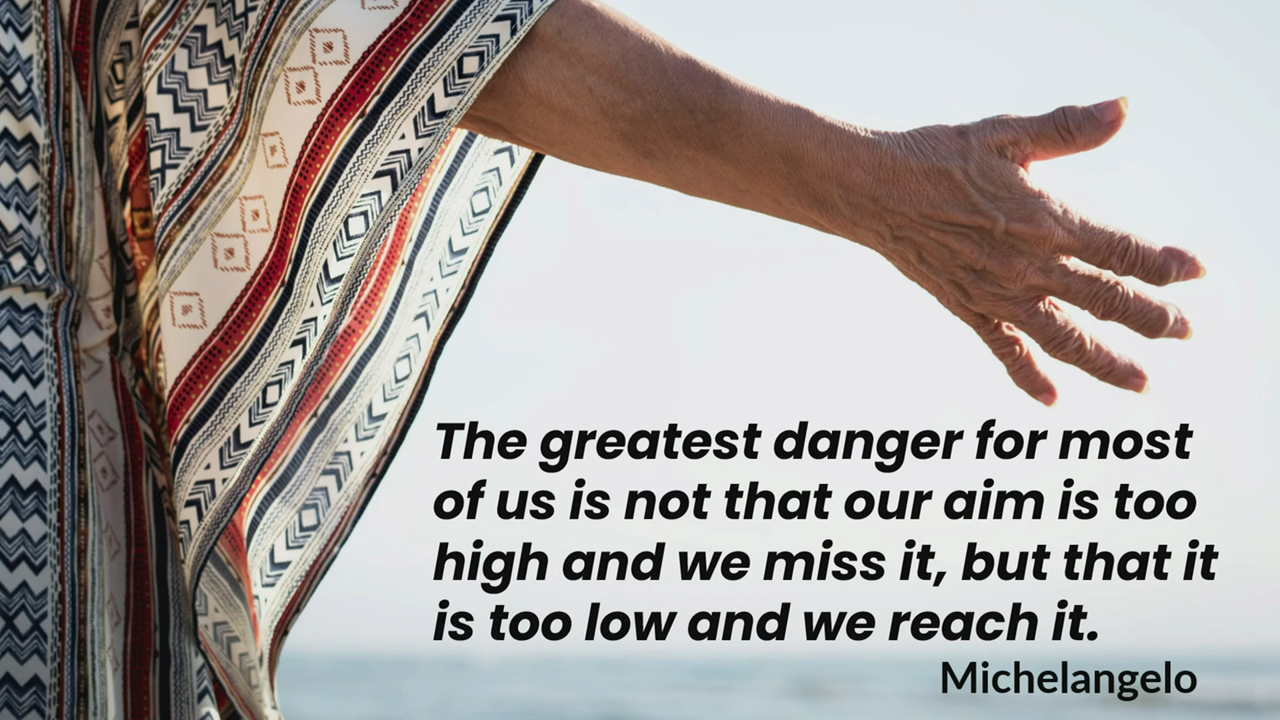 The greatest danger for most
of us is not that our aim is too
high and we miss it, but that it
is too low and we reach it.
Michelangelo